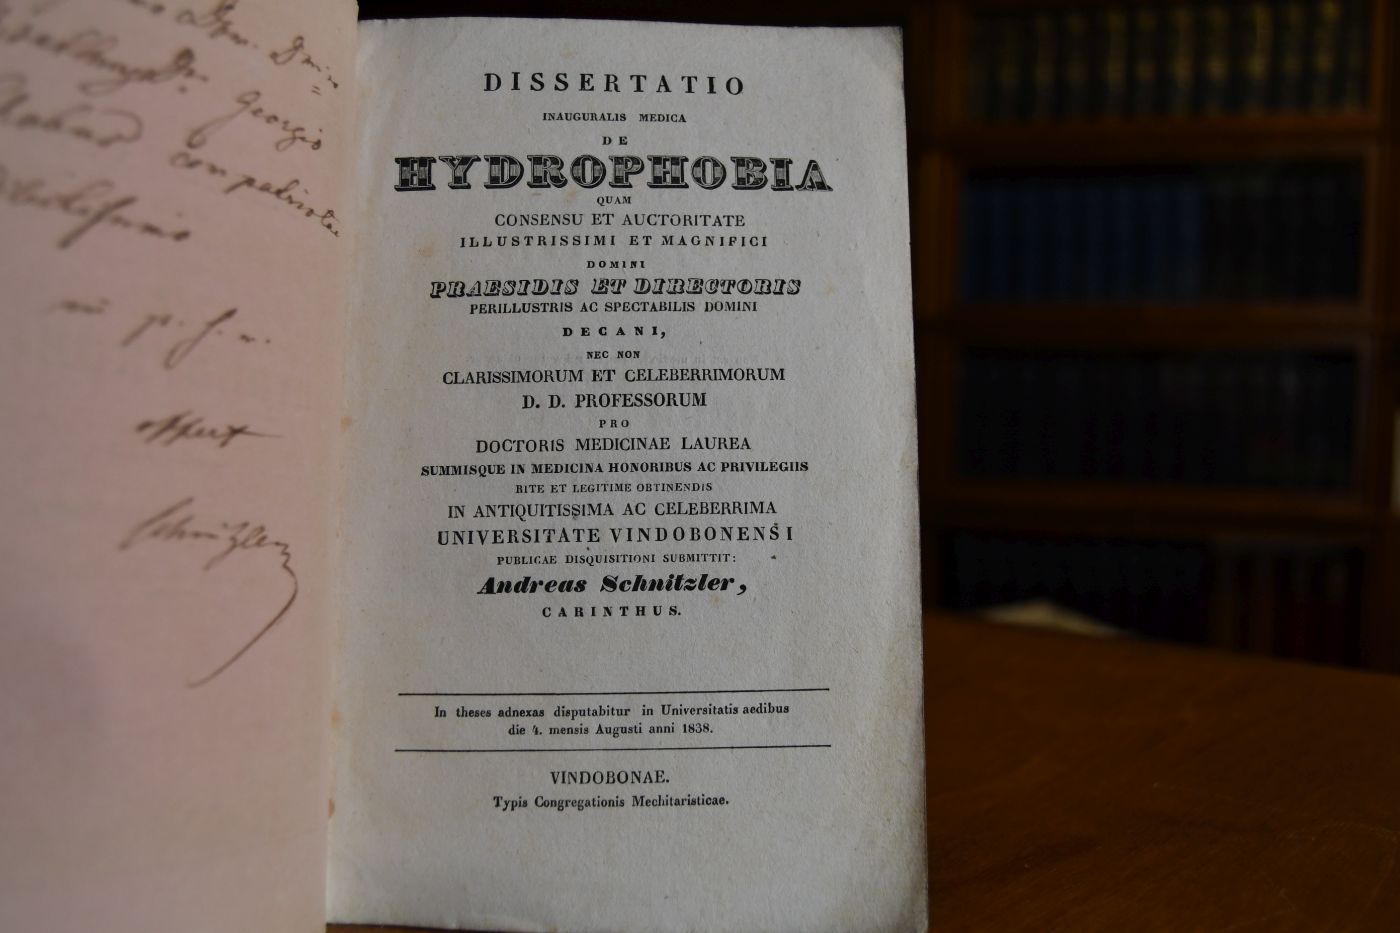 Georgio
compatriotae
offert
Schnitzler
DISSERTATIO
INAUGURALIS MEDICA
DE
HYDROPHOBIA
QUAM
CONSENSU ET AUCTORITATE
ILLUSTRISSIMI ET MAGNIFICI
DOMINI
PRAESIDIS ET DIRECTORIS
PERILLUSTRIS AC SPECTABILIS DOMINI
DECANI,
NEC NON
CLARISSIMORUM ET CELEBERRIMORUM
D. D. PROFESSORUM
PRO
DOCTORIS MEDICINAE LAUREA
SUMMISQUE IN MEDICINA HONORIBUS AC PRIVILEGIIS
RITE ET LEGITIME OBTINENDIS
IN ANTIQUITISSIMA AC CELEBERRIMA
UNIVERSITATE VINDOBONENSI
PUBLICAE DISQUISITIONI SUBMITTIT:
Andreas Schnitzler,
CARINTHUS.
In theses adnexas disputabitur in Universitatis aedibus
die 4. mensis Augusti anni 1838.
VINDOBONAE.
Typis Congregationis Mechitaristicae.